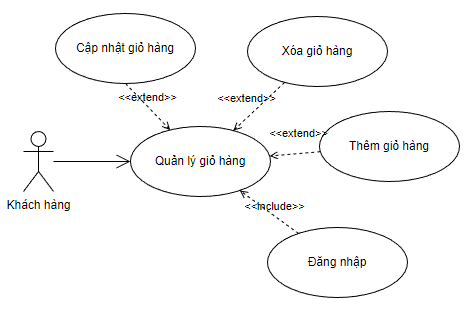 Cập nhật giỏ hàng
Xóa giỏ hàng
<<extend>>
<<extend>>
<<extend>>
Thêm giỏ hàng
Quản lý giỏ hàng
Khách hàng
<<include>>
Đăng nhập